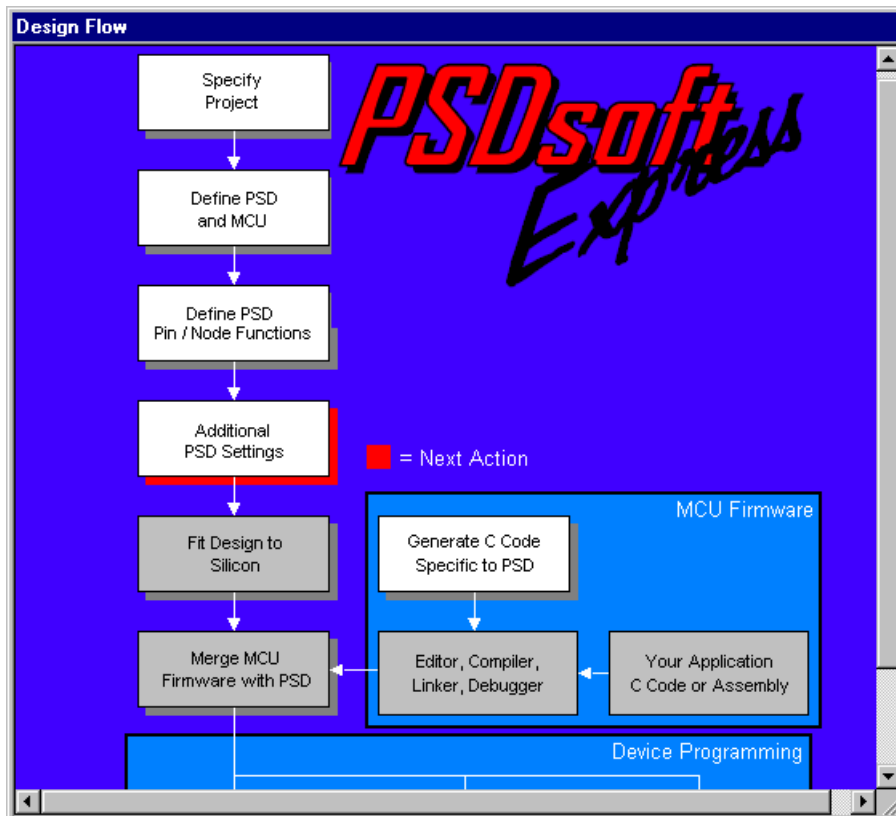 Design Flow
PSDsoft
Express
Specify
Project
Define PSD
and MCU
Define PSD
Pin / Node Functions
Additional
PSD Settings
= Next Action
MCU Firmware
Fit Design to
Silicon
Generate C Code
Specific to PSD
Merge MCU
Firmware with PSD
Editor, Compiler,
Linker, Debugger
Your Application
C Code or Assembly
Device Programming